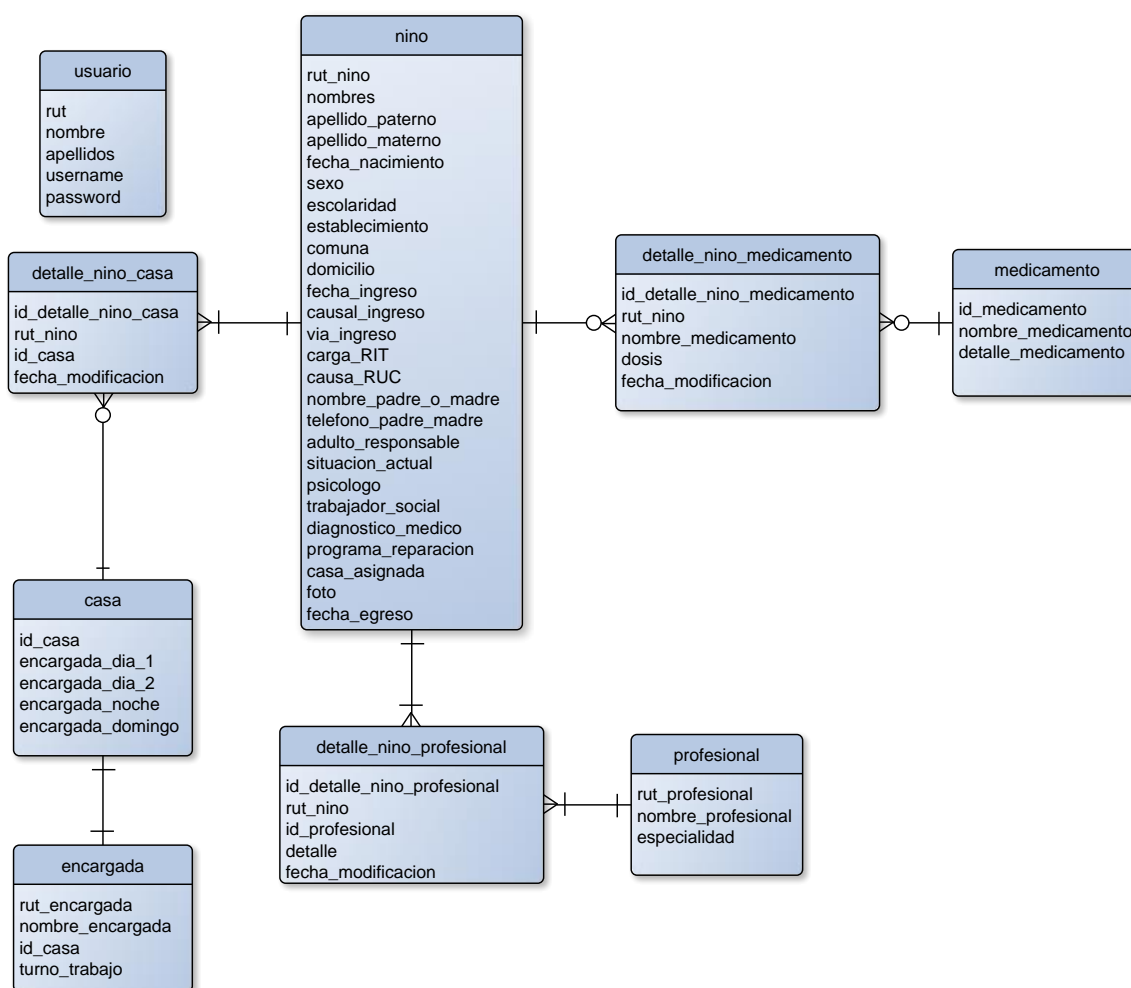 usuario
rut
nombre
apellidos
username
password
nino
rut_nino
nombres
apellido_paterno
apellido_materno
fecha_nacimiento
sexo
escolaridad
establecimiento
comuna
domicilio
fecha_ingreso
causal_ingreso
via_ingreso
carga_RIT
causa_RUC
nombre_padre_o_madre
telefono_padre_madre
adulto_responsable
situacion_actual
psicologo
trabajador_social
diagnostico_medico
programa_reparacion
casa_asignada
foto
fecha_egreso
detalle_nino_casa
id_detalle_nino_casa
rut_nino
id_casa
fecha_modificacion
detalle_nino_medicamento
id_detalle_nino_medicamento
rut_nino
nombre_medicamento
dosis
fecha_modificacion
medicamento
id_medicamento
nombre_medicamento
detalle_medicamento
casa
id_casa
encargada_dia_1
encargada_dia_2
encargada_noche
encargada_domingo
detalle_nino_profesional
id_detalle_nino_profesional
rut_nino
id_profesional
detalle
fecha_modificacion
profesional
rut_profesional
nombre_profesional
especialidad
encargada
rut_encargada
nombre_encargada
id_casa
turno_trabajo